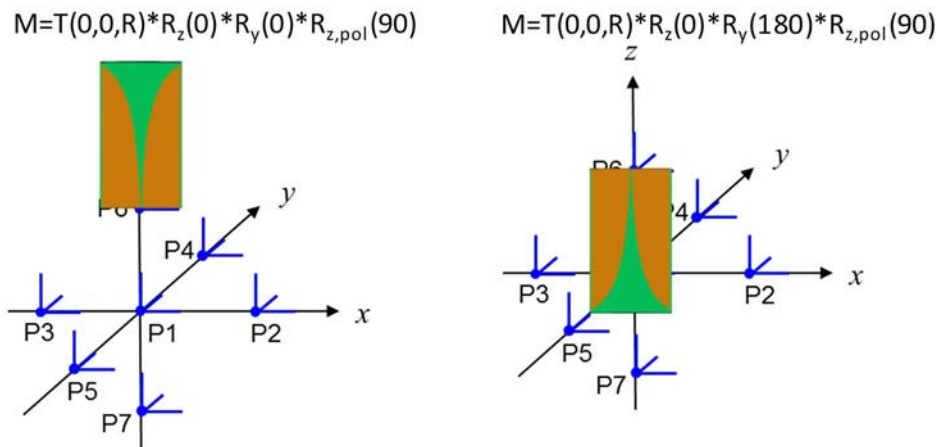 M=T(0,0,R)*Rz(0)*Ry(0)*Rz,pol(90)
M=T(0,0,R)*Rz(0)*Ry(180)*Rz,pol(90)
y
P4
x
P3
P1
P2
P5
P7
z
P6
y
P4
x
P3
P2
P5
P7